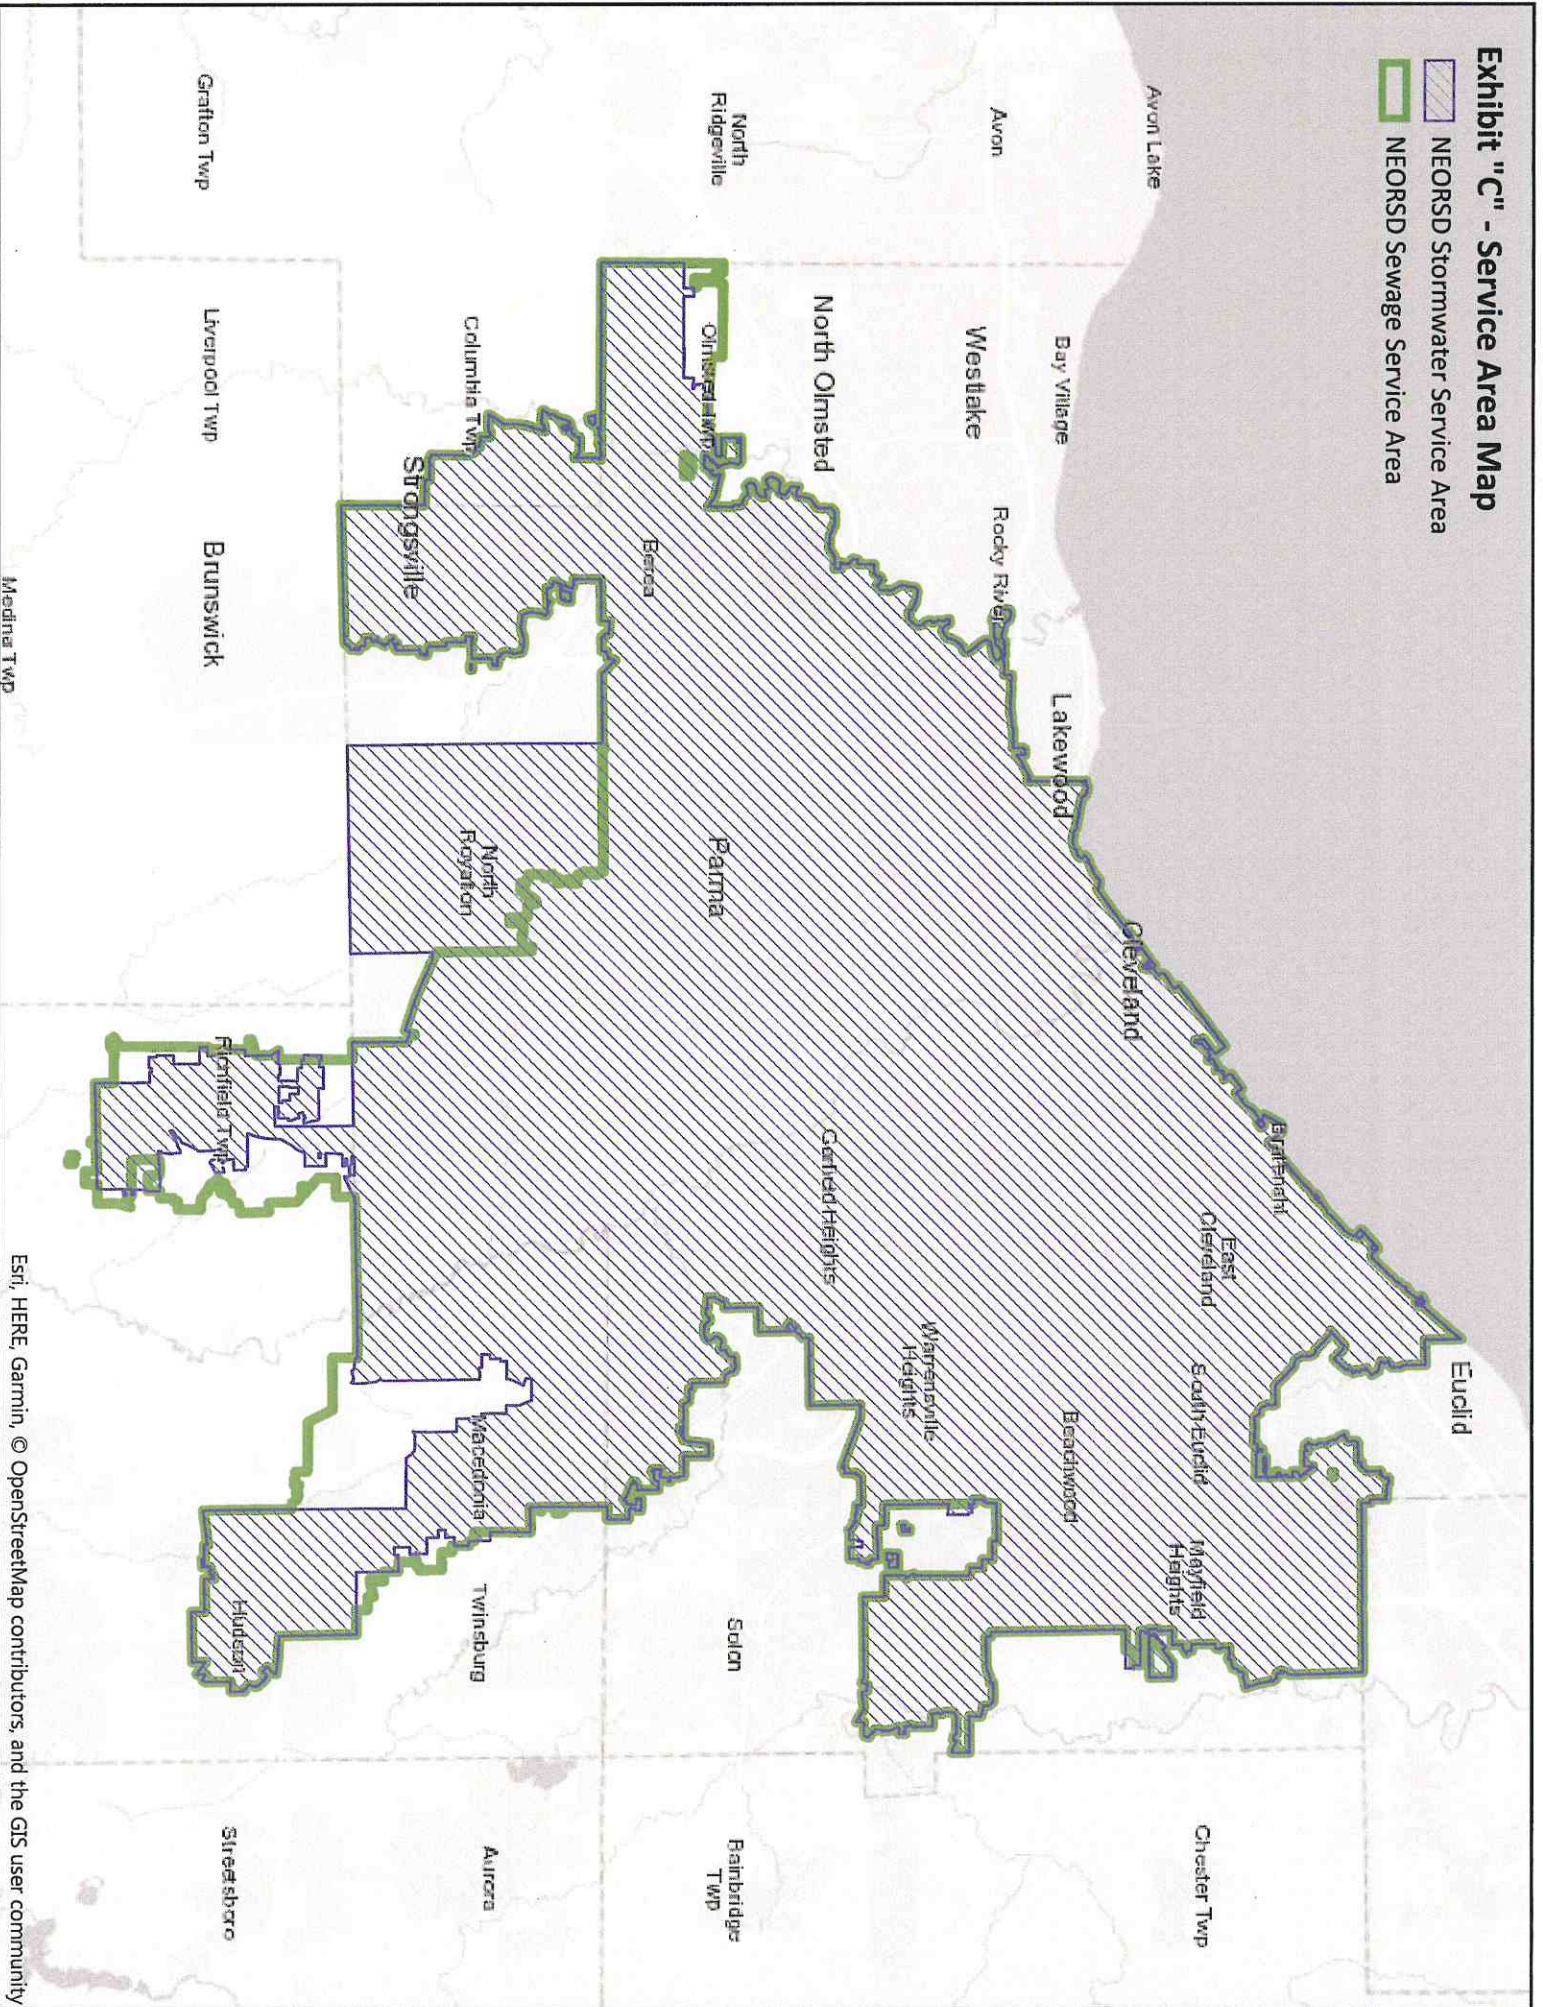 Exhibit "C" - Service Area Map
NEORSD Stormwater Service Area
NEORSD Sewage Service Area
Avon Lake
Avon
North
Ridgeville
Grafton Twp
Bay Village
Westlake
North Olmsted
Olmsted Twp
Columbia Twp
Liverpool Twp
Rocky River
Berea
Strongsville
Brunswick
Medina Twp
Lakewood
Parma
North
Royalton
Cleveland
Richfield Twp
Bratenahl
East
Cleveland
Garfield Heights
Euclid
South Euclid
Warrensville
Heights
Beachwood
Mayfield
Heights
Macedonia
Solon
Twinsburg
Hudson
Chester Twp
Bainbridge
Twp
Aurora
Streetsboro
Esri, HERE, Garmin, © OpenStreetMap contributors, and the GIS user community